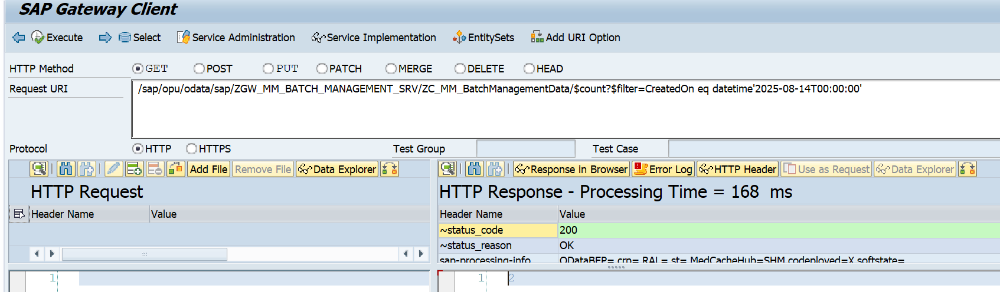 SAP Gateway Client
Execute Select Service Administration Service Implementation EntitySets Add URI Option
HTTP Method GET POST PUT PATCH MERGE DELETE HEAD
Request URI /sap/opu/odata/sap/ZGW_MM_BATCH_MANAGEMENT_SRV/ZC_MM_BatchManagementData/$count?$filter=CreatedOn eq datetime'2025-08-14T00:00:00'
Protocol HTTP HTTPS Test Group Test Case
Add File Remove File Data Explorer Response in Browser Error Log HTTP Header Use as Request Data Explorer
HTTP Request HTTP Response - Processing Time = 168 ms
Header Name Value Header Name Value
~status_code 200
~status_reason OK
sap-processing-info ODataBEP= crp= RAL= st= MedCacheHub=SHM codeployed=X softstate=
1 1 2